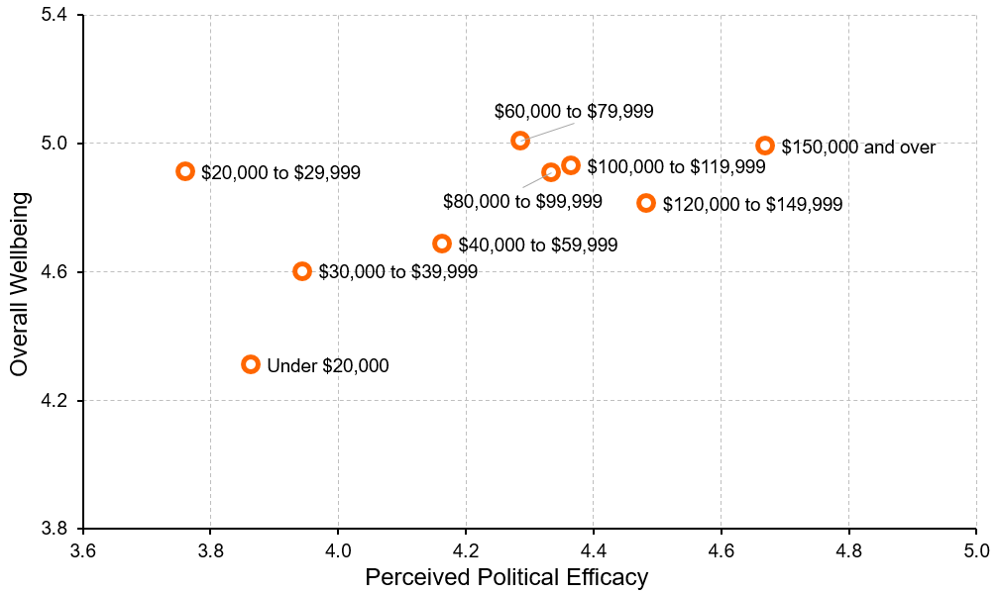 5.4
$60,000 to $79,999
5.0
$150,000 and over
$20,000 to $29,999
$100,000 to $119,999
$80,000 to $99,999
$120,000 to $149,999
$40,000 to $59,999
4.6
$30,000 to $39,999
Overall Wellbeing
Under $20,000
4.2
3.8
3.6 3.8 4.0 4.2 4.4 4.6 4.8 5.0
Perceived Political Efficacy